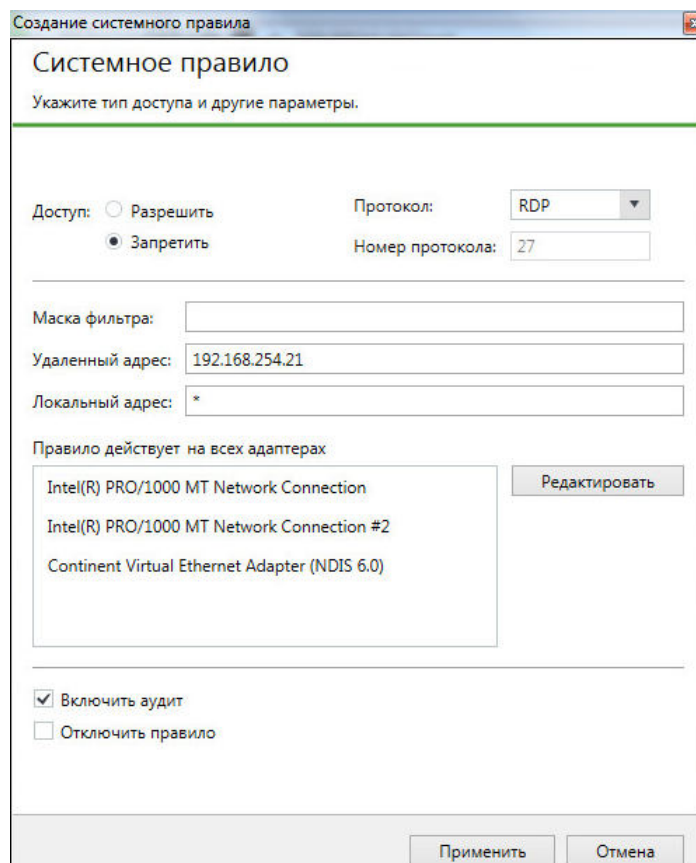 Создание системного правила
Системное правило
Укажите тип доступа и другие параметры.
Доступ:
Разрешить
Запретить
Протокол:
RDP
Номер протокола:
27
Маска фильтра:
Удаленный адрес:
192.168.254.21
Локальный адрес:
*
Правило действует на всех адаптерах
Intel(R) PRO/1000 MT Network Connection
Intel(R) PRO/1000 MT Network Connection #2
Continent Virtual Ethernet Adapter (NDIS 6.0)
Редактировать
Включить аудит
Отключить правило
Применить
Отмена